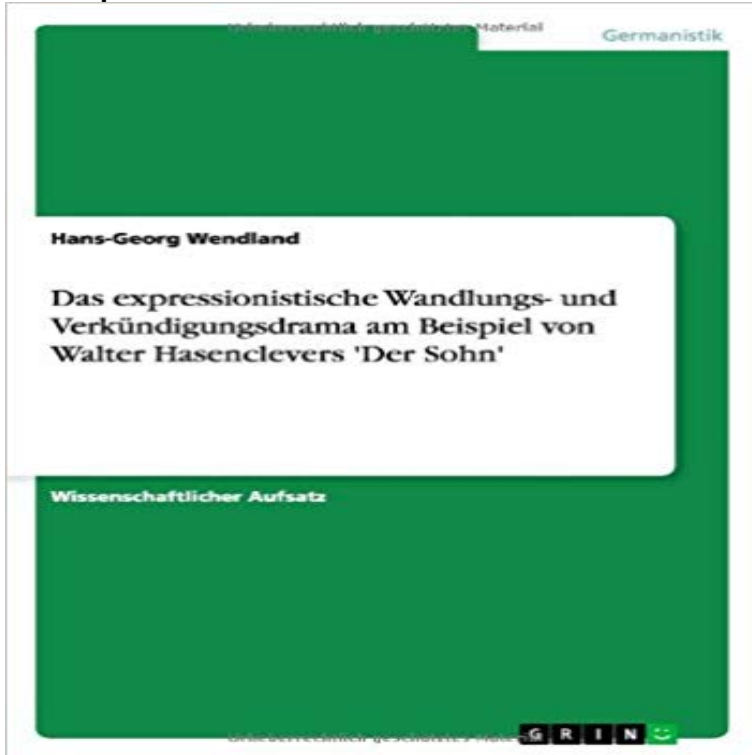 Material
Germanistik
Hans-Georg Wendland
Das expressionistische Wandlungs- und
Verkündigungsdrama am Beispiel von
Walter Hasenclevers 'Der Sohn'
Wissenschaftlicher Aufsatz
GRIN